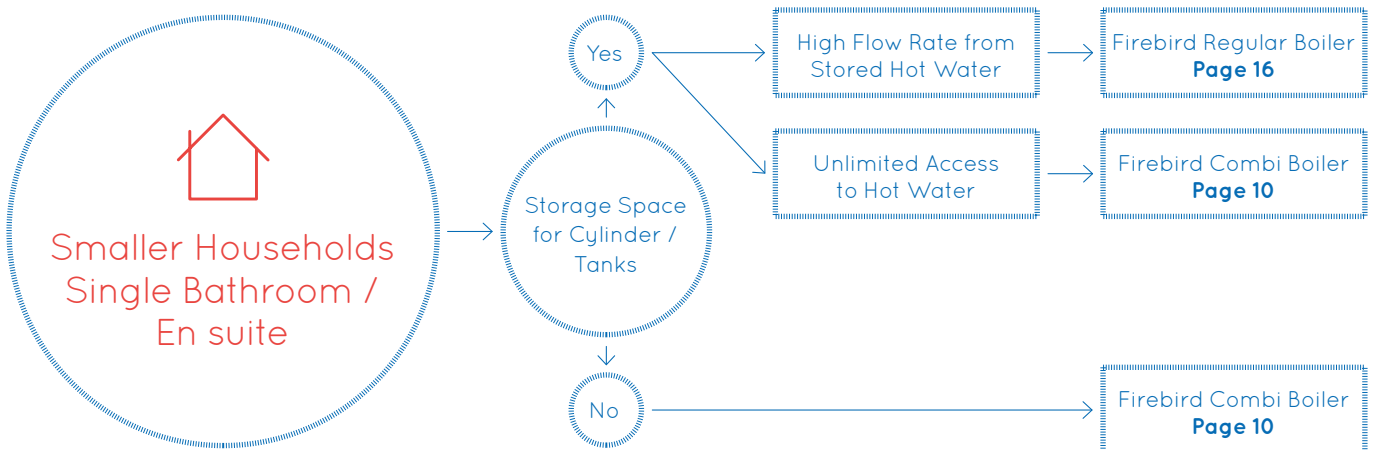 Smaller Households
Single Bathroom /
En suite
Storage Space
for Cylinder /
Tanks
Yes
High Flow Rate from
Stored Hot Water
Firebird Regular Boiler
Page 16
Unlimited Access
to Hot Water
Firebird Combi Boiler
Page 10
No
Firebird Combi Boiler
Page 10